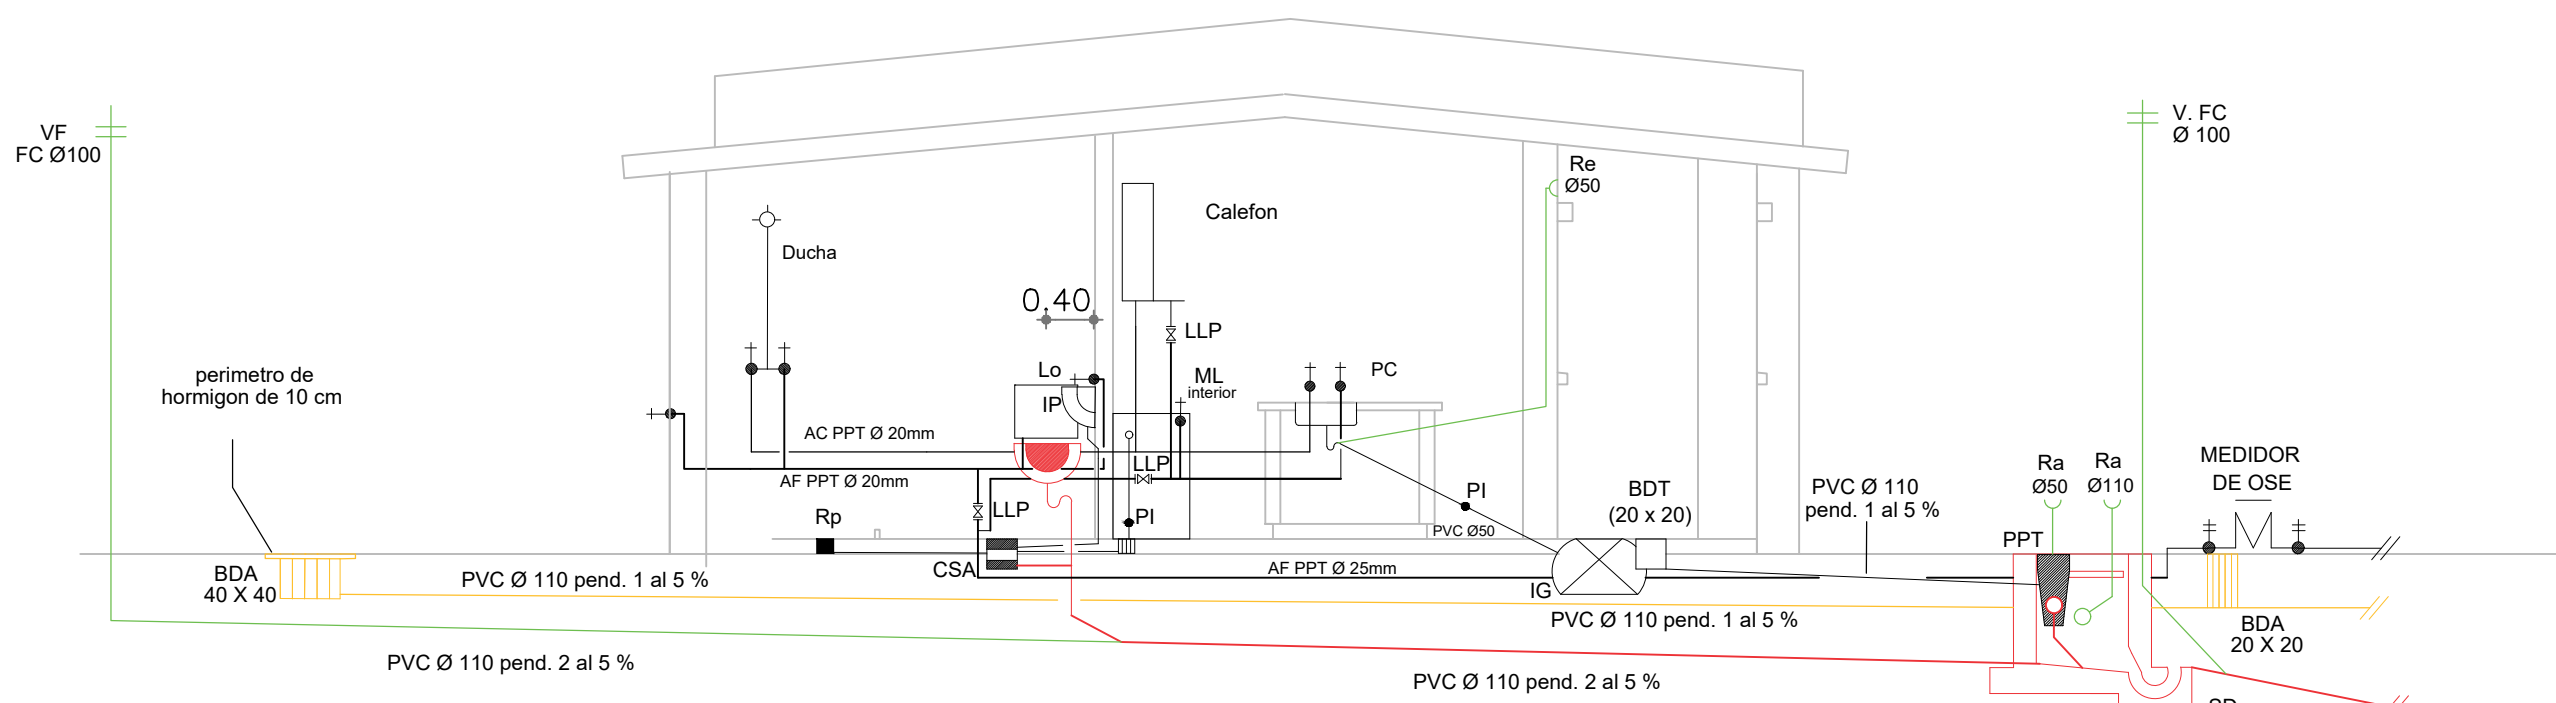 VF
FC Ø100
V. FC
Ø 100
Re
Ø50
Calefon
Ducha
0.40
LLP
Lo
IP
ML
interior
PC
perimetro de
hormigon de 10 cm
AC PPT Ø 20mm
AF PPT Ø 20mm
LLP
LLP
PI
PI
Rp
CSA
PVC Ø50
BDT
(20 x 20)
PVC Ø 110
pend. 1 al 5 %
Ra
Ø50
Ra
Ø110
MEDIDOR
DE OSE
PPT
BDA
40 X 40
PVC Ø 110 pend. 1 al 5 %
AF PPT Ø 25mm
IG
PVC Ø 110 pend. 1 al 5 %
BDA
20 X 20
PVC Ø 110 pend. 2 al 5 %
PVC Ø 110 pend. 2 al 5 %